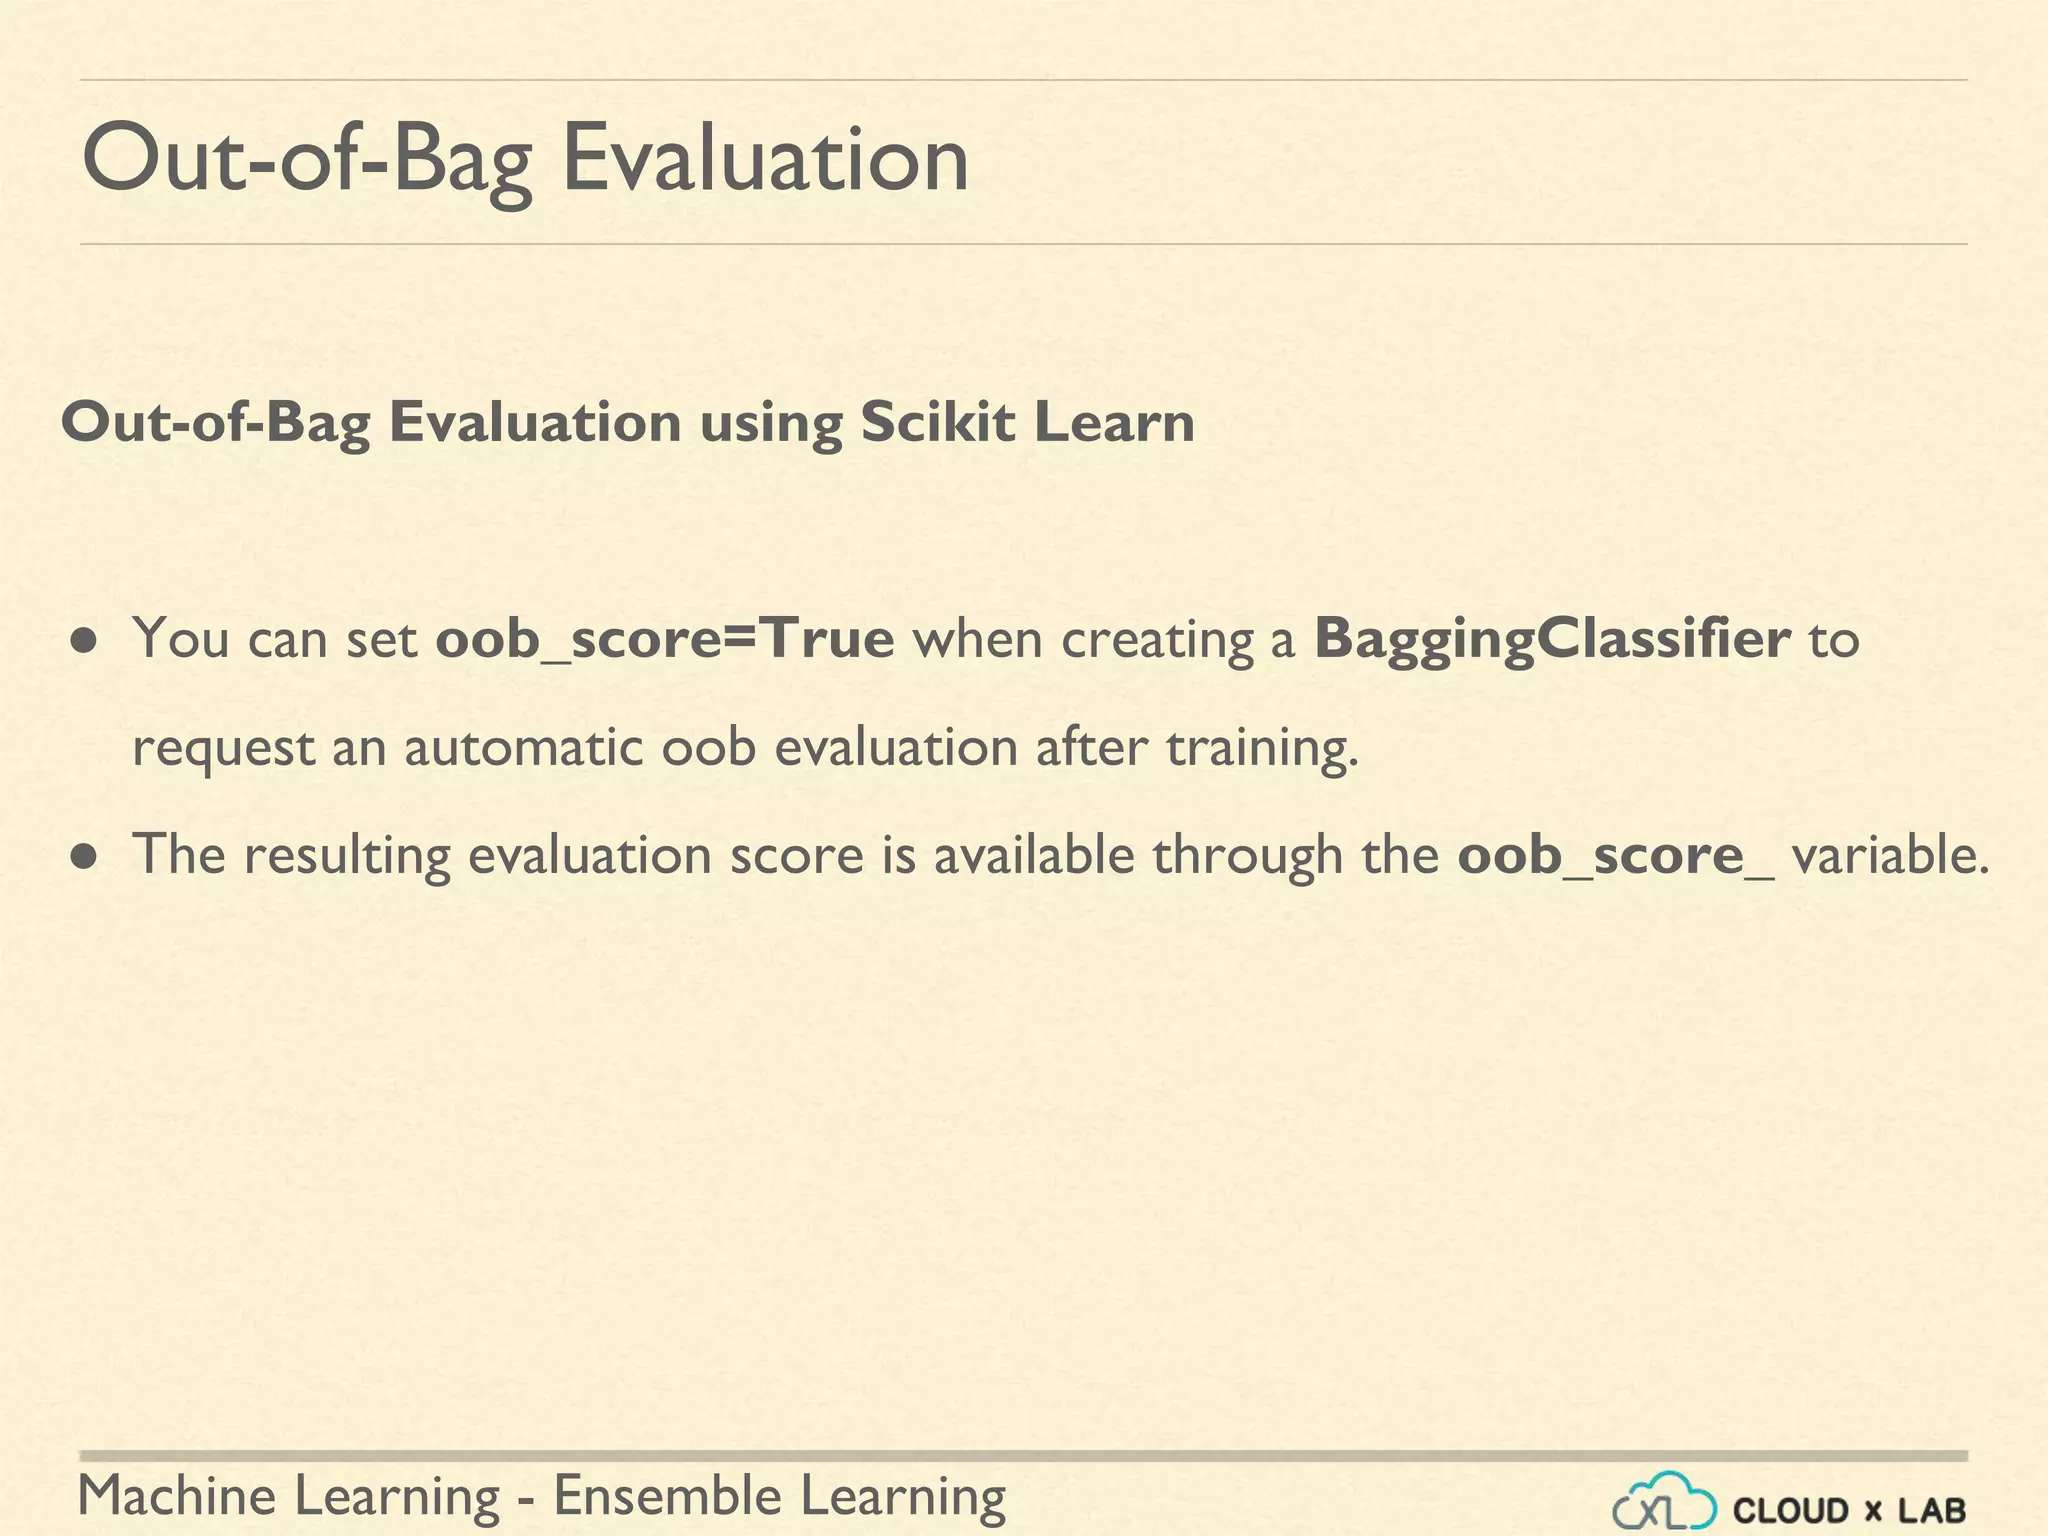 Out-of-Bag Evaluation
Out-of-Bag Evaluation using Scikit Learn
● You can set oob_score=True when creating a BaggingClassifier to
request an automatic oob evaluation after training.
● The resulting evaluation score is available through the oob_score_ variable.
Machine Learning - Ensemble Learning
CXL CLOUD x LAB